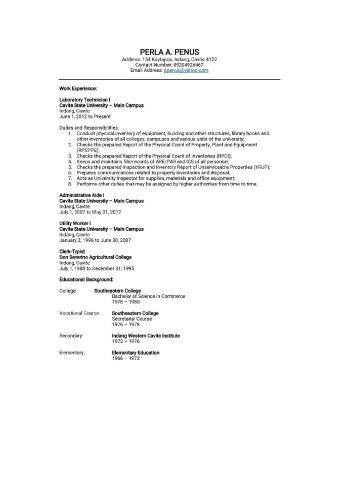 PERLA A. PENUS
Address: 154 Kaytapos, Indang, Cavite 4122
Contact Number: 09204926467
Email Address: ppenus@yahoo.com
Work Experience:
Laboratory Technician I
Cavite State University – Main Campus
Indang, Cavite
June 1, 2012 to Present
Duties and Responsibilities:
1. Conduct physical inventory of equipment, building and other structures, library books and
other inventories of all colleges, campuses and various units of the university;
2. Checks the prepared Report of the Physical Count of Property, Plant and Equipment
(RPCPPE);
3. Checks the prepared Report of the Physical Count of Inventories (RPCI);
4. Keeps and maintains file/records of ARE/PAR and ICS of all personnel;
5. Checks the prepared Inspection and Inventory Report of Unserviceable Properties (IIRUP);
6. Prepares communications related to property inventories and disposal;
7. Acts as University Inspector for supplies, materials and office equipment;
8. Performs other duties that may be assigned by higher authorities from time to time.
Administrative Aide I
Cavite State University – Main Campus
Indang, Cavite
July 1, 2007 to May 31, 2012
Utility Worker I
Cavite State University – Main Campus
Indang, Cavite
January 2, 1996 to June 30, 2007
Clerk-Typist
Don Severino Agricultural College
Indang, Cavite
July 1, 1980 to December 31, 1995
Educational Background:
College: Southeastern College
Bachelor of Science in Commerce
1978 – 1980
Vocational Course: Southestern College
Secretarial Course
1976 – 1978
Secondary: Indang Western Cavite Institute
1972 – 1976
Elementary: Elementary Education
1966 – 1972